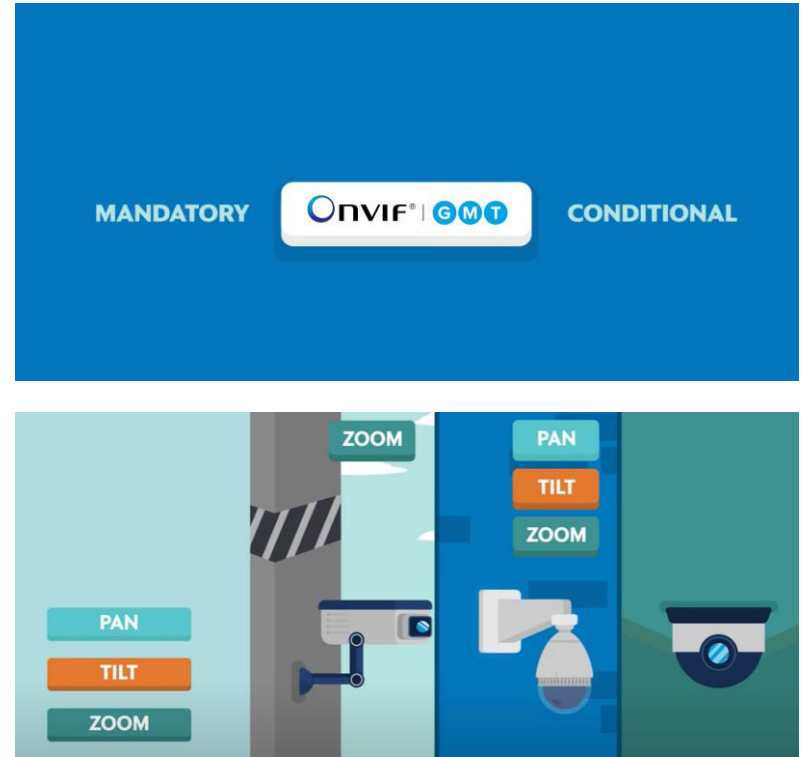 MANDATORY
ONVIF® | G M T
CONDITIONAL
ZOOM
PAN
TILT
ZOOM
PAN
TILT
ZOOM